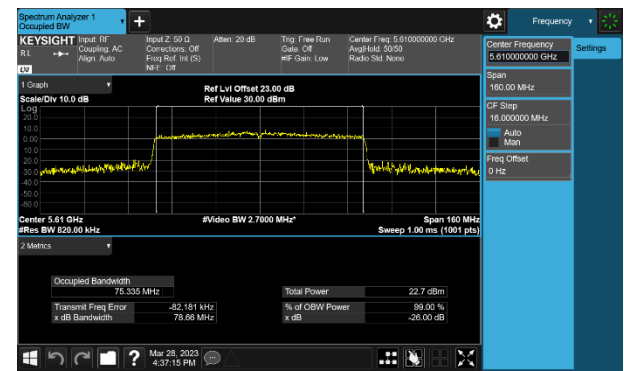 Spectrum Analyzer 1
Occupied BW
Frequency
KEYSIGHT
RL
Input: RF
Coupling: AC
Align: Auto
Input Z: 50 Ω
Corrections: Off
Freq Ref: Int (S)
NFE: Off
Atten: 20 dB
Trig: Free Run
Gate: Off
#IF Gain: Low
Center Freq: 5.610000000 GHz
Avg|Hold: 50/50
Radio Std: None
Center Frequency
5.610000000 GHz
Settings
Span
160.00 MHz
CF Step
16.000000 MHz
Auto
Man
Freq Offset
0 Hz
1 Graph
Scale/Div 10.0 dB
Ref Lvl Offset 23.00 dB
Ref Value 30.00 dBm
Log
20.0
10.0
0.00
-10.0
-20.0
-30.0
-40.0
-50.0
-60.0
Center 5.61 GHz
#Res BW 820.00 kHz
#Video BW 2.7000 MHz*
Span 160 MHz
Sweep 1.00 ms (1001 pts)
2 Metrics
Occupied Bandwidth
75.335 MHz
Total Power
22.7 dBm
Transmit Freq Error
-82.181 kHz
% of OBW Power
99.00 %
x dB Bandwidth
78.66 MHz
x dB
-26.00 dB
?
Mar 28, 2023
4:37:15 PM